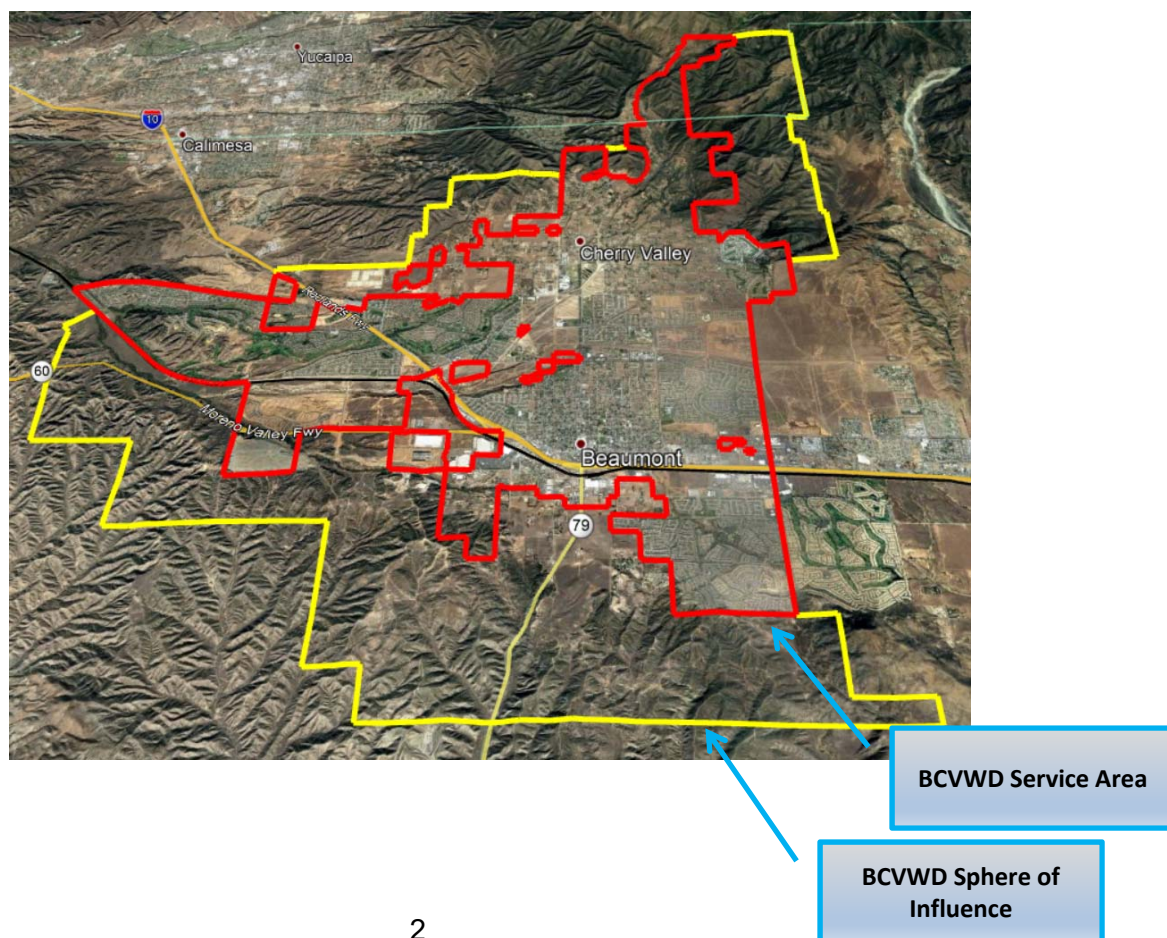 Yucaipa
10
Calimesa
Cherry Valley
Redlands Fwy
60
Moreno Valley Fwy
Beaumont
79
BCVWD Service Area
BCVWD Sphere of
Influence
2